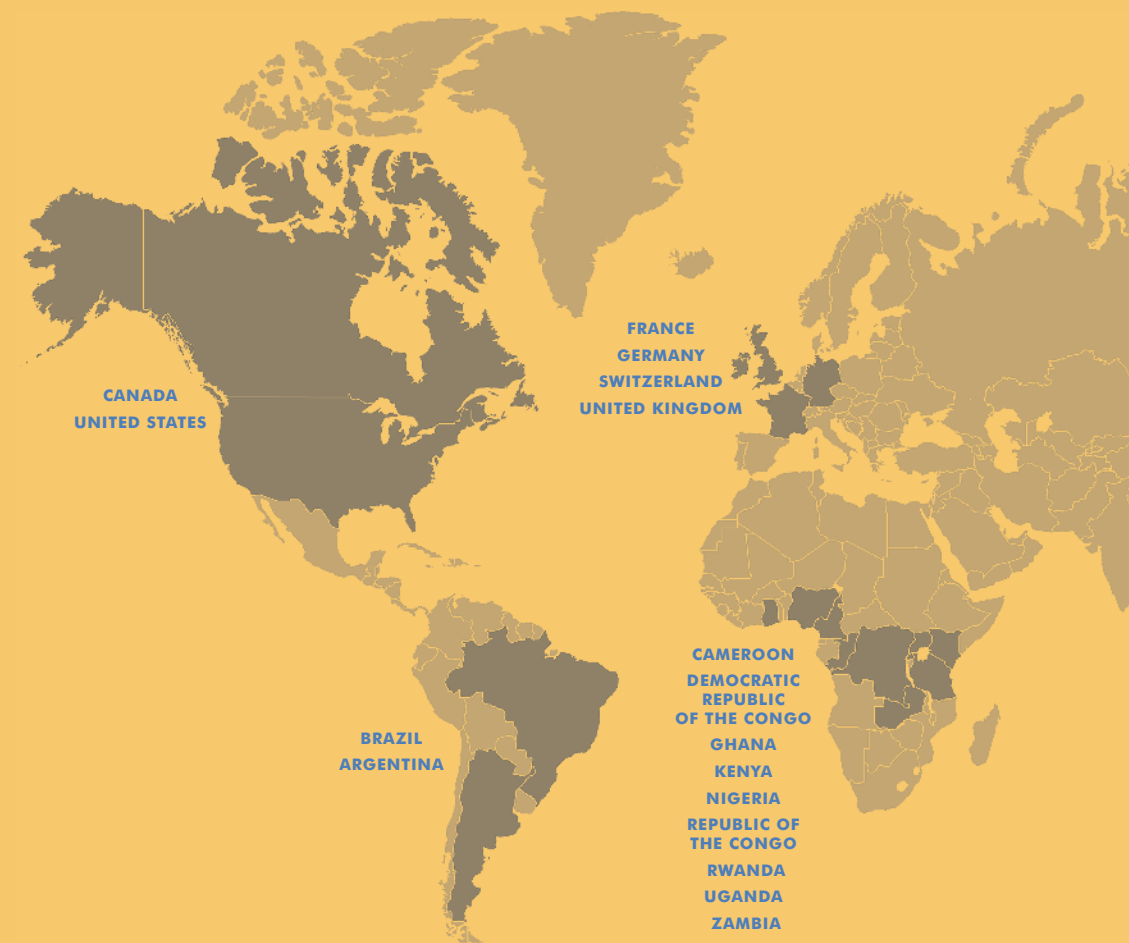 CANADA
UNITED STATES
FRANCE
GERMANY
SWITZERLAND
UNITED KINGDOM
BRAZIL
ARGENTINA
CAMEROON
DEMOCRATIC
REPUBLIC
OF THE CONGO
GHANA
KENYA
NIGERIA
REPUBLIC OF
THE CONGO
RWANDA
UGANDA
ZAMBIA